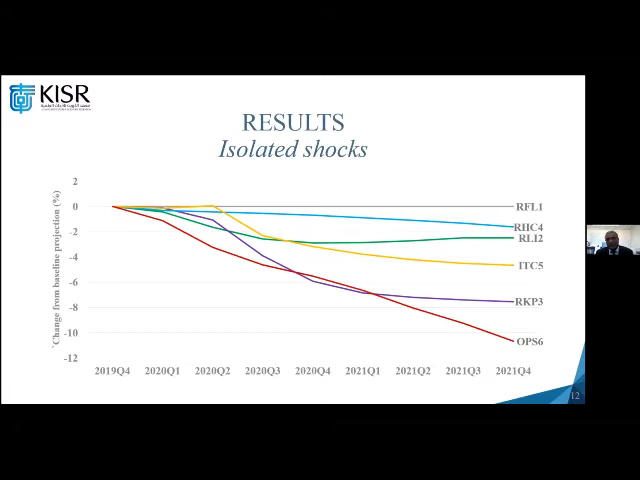 KISR
RESULTS
Isolated shocks
`Change from baseline projection (%)
2
0
-2
-4
-6
-8
-10
-12
RFL1
RHC4
RLI2
ITC5
RKP3
OPS6
2019Q4 2020Q1 2020Q2 2020Q3 2020Q4 2021Q1 2021Q2 2021Q3 2021Q4
12